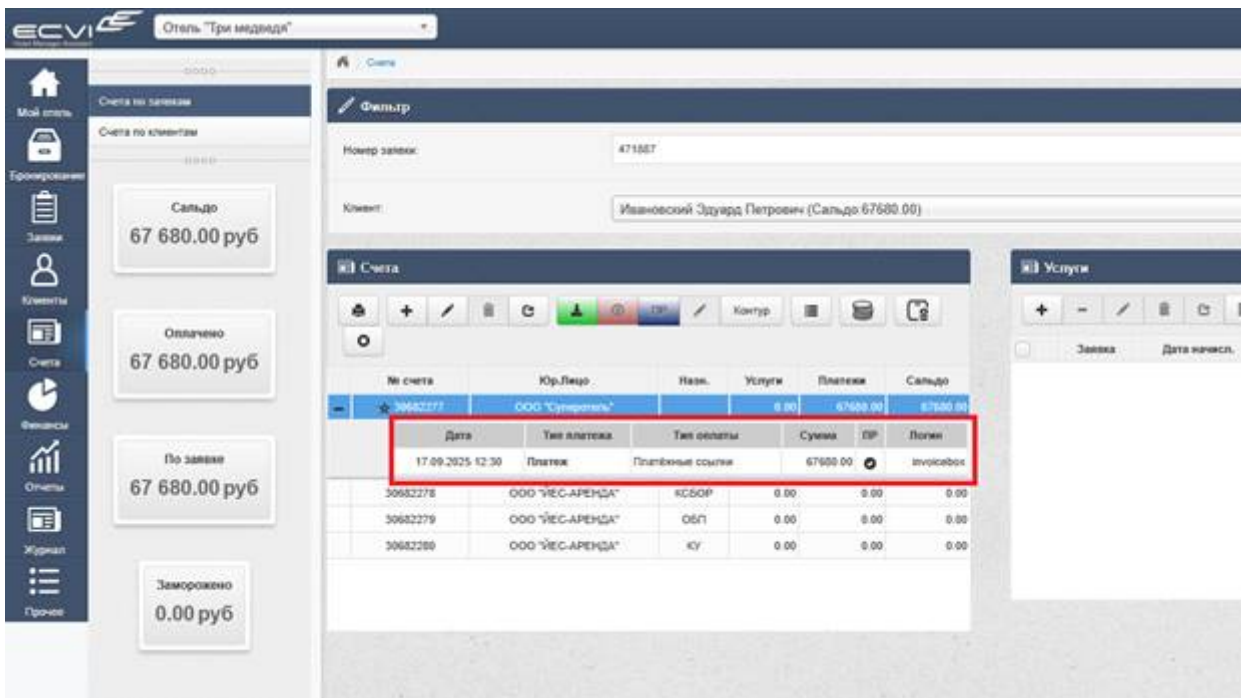 ECVI
Отель "Три медведя"
Счета
Мой отель
Счета по заявкам
Фильтр
Счета по клиентам
Номер заявки:
471887
Бронирование
Клиент:
Ивановский Эдуард Петрович (Сальдо 67680.00)
Сальдо
67 680.00 руб
Заявки
Счета
Услуги
Клиенты
Контур
Заявка
Дата начисл.
Оплачено
67 680.00 руб
Счета
№ счета
Юр.Лицо
Назн.
Услуги
Платежи
Сальдо
30682277
ООО "Суперотель"
0.00
67680.00
67680.00
Финансы
Дата
Тип платежа
Тип оплаты
Сумма
ПР
Логин
17.09.2025 12:30
Платеж
Платёжные ссылки
67680.00
invoicebox
По заявке
67 680.00 руб
Отчеты
30682278
ООО "ЙЕС-АРЕНДА"
КСБОР
0.00
0.00
0.00
30682279
ООО "ЙЕС-АРЕНДА"
ОБП
0.00
0.00
0.00
30682280
ООО "ЙЕС-АРЕНДА"
КУ
0.00
0.00
0.00
Журнал
Заморожено
0.00 руб
Прочее